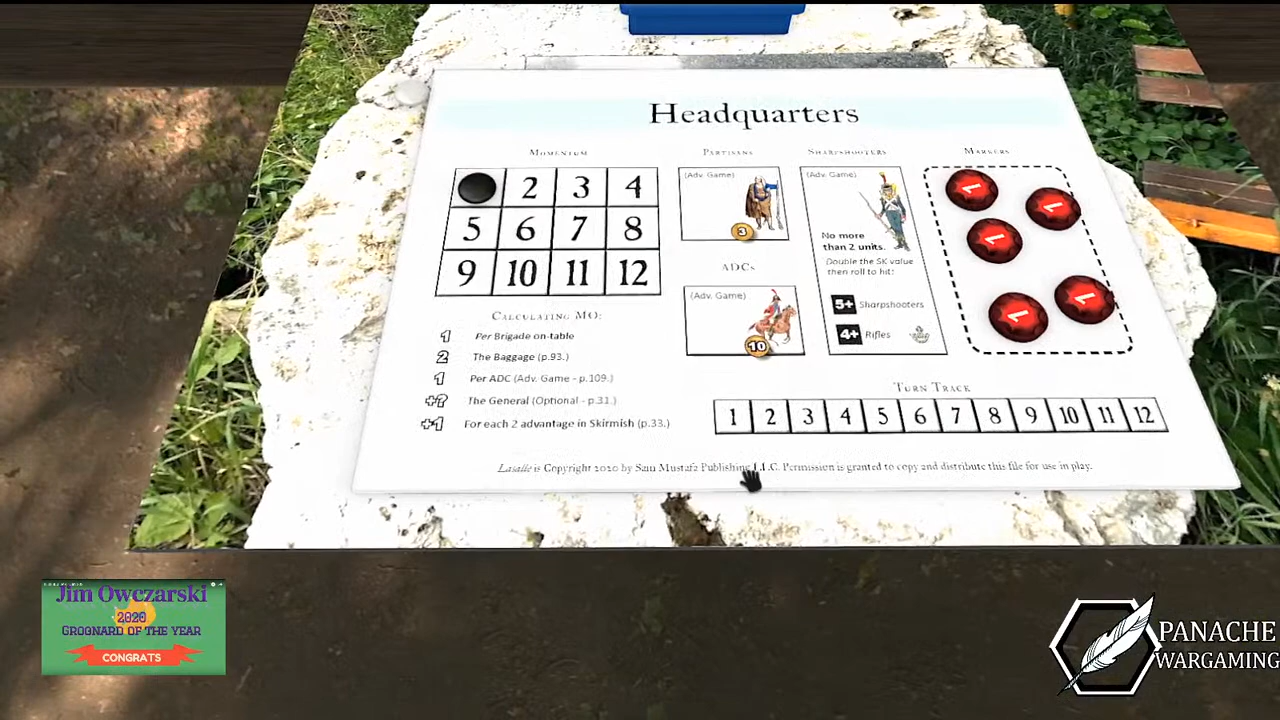 Headquarters
MOMENTUM
2 3 4
5 6 7 8
9 10 11 12
CALCULATING MO:
1 Per Brigade on-table
2 The Baggage (p.93.)
1 Per ADC (Adv. Game - p.109.)
+? The General (Optional - p.31.)
+1 For each 2 advantage in Skirmish (p.33.)
PARTISANS
(Adv. Game)
3
ADCs
(Adv. Game)
10
SHARPSHOOTERS
(Adv. Game)
No more
than 2 units.
Double the SK value
then roll to hit:
5+ Sharpshooters
4+ Rifles
MARKERS
1
1
1
1
1
TURN TRACK
1 2 3 4 5 6 7 8 9 10 11 12
Lasalle is Copyright 2020 by Sam Mustafa Publishing LLC. Permission is granted to copy and distribute this file for use in play.
Jim Owczarski
2020
GROGNARD OF THE YEAR
CONGRATS
PANACHE
WARGAMING